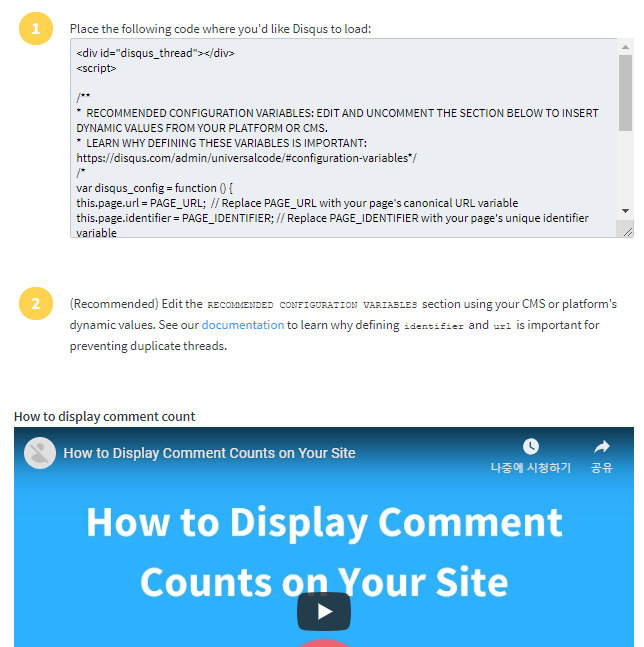 1
Place the following code where you'd like Disqus to load:
<div id="disqus_thread"></div>
<script>
/**
*  RECOMMENDED CONFIGURATION VARIABLES: EDIT AND UNCOMMENT THE SECTION BELOW TO INSERT
DYNAMIC VALUES FROM YOUR PLATFORM OR CMS.
*  LEARN WHY DEFINING THESE VARIABLES IS IMPORTANT:
https://disqus.com/admin/universalcode/#configuration-variables*/
/*
var disqus_config = function () {
this.page.url = PAGE_URL;  // Replace PAGE_URL with your page's canonical URL variable
this.page.identifier = PAGE_IDENTIFIER; // Replace PAGE_IDENTIFIER with your page's unique identifier
variable
2
(Recommended) Edit the RECOMMENDED CONFIGURATION VARIABLES section using your CMS or platform's
dynamic values. See our documentation to learn why defining identifier and url is important for
preventing duplicate threads.
How to display comment count
How to Display Comment Counts on Your Site
나중에 시청하기
공유
How to Display Comment
Counts on Your Site